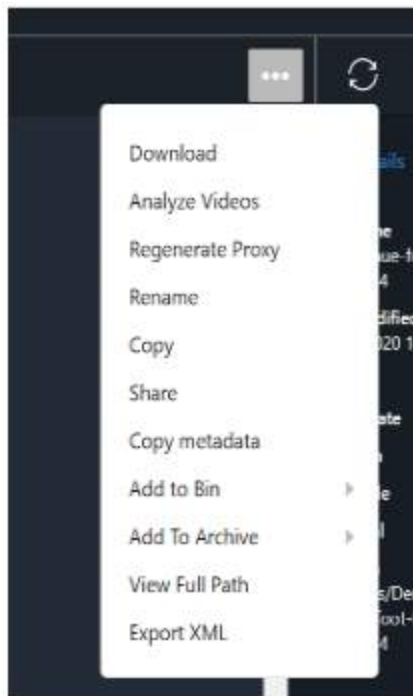 Download
Analyze Videos
Regenerate Proxy
Rename
Copy
Share
Copy metadata
Add to Bin
Add To Archive
View Full Path
Export XML